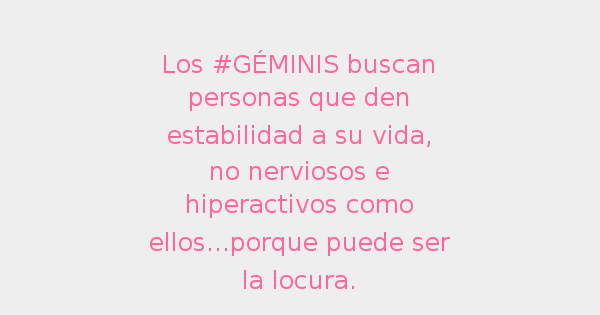 Los #GÉMINIS buscan
personas que den
estabilidad a su vida,
no nerviosos e
hiperactivos como
ellos...porque puede ser
la locura.